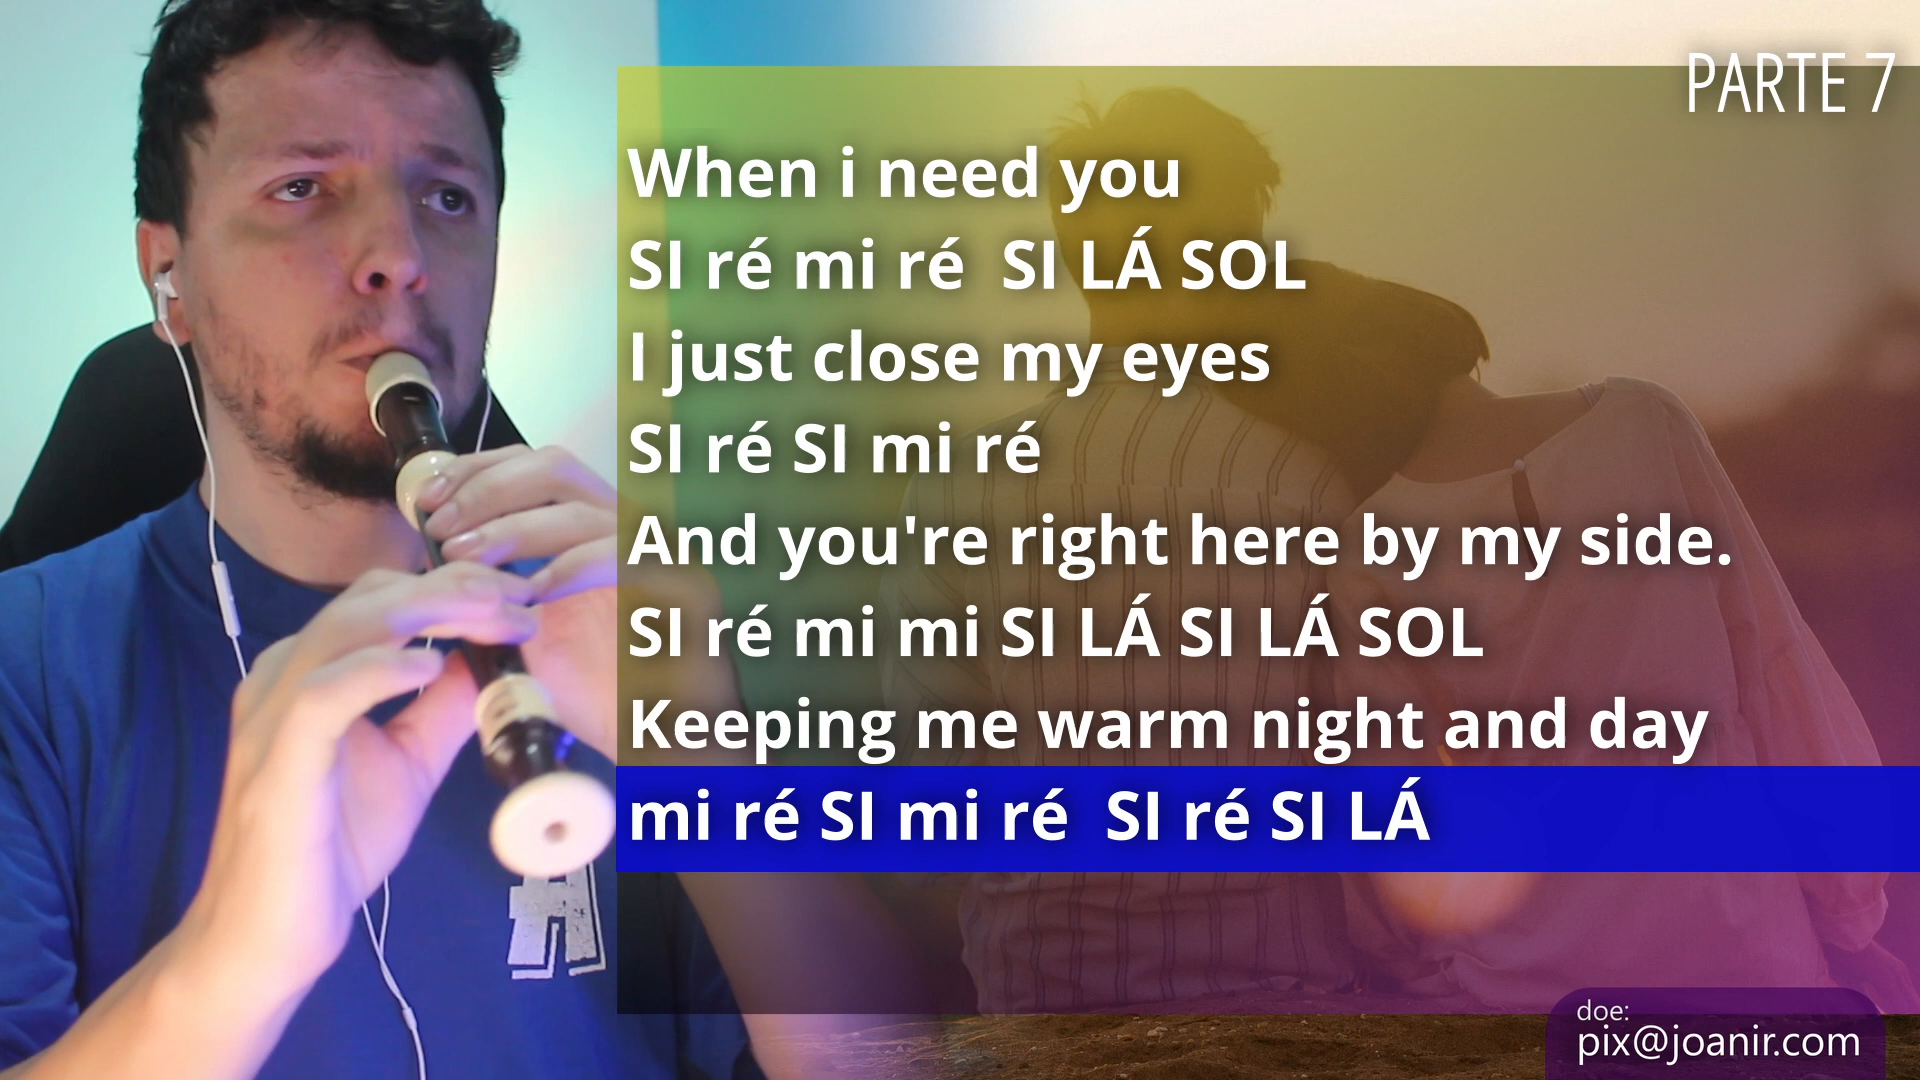 PARTE 7
When i need you
SI ré mi ré  SI LÁ SOL
I just close my eyes
SI ré SI mi ré
And you're right here by my side.
SI ré mi mi SI LÁ SI LÁ SOL
Keeping me warm night and day
mi ré SI mi ré  SI ré SI LÁ
doe:
pix@joanir.com